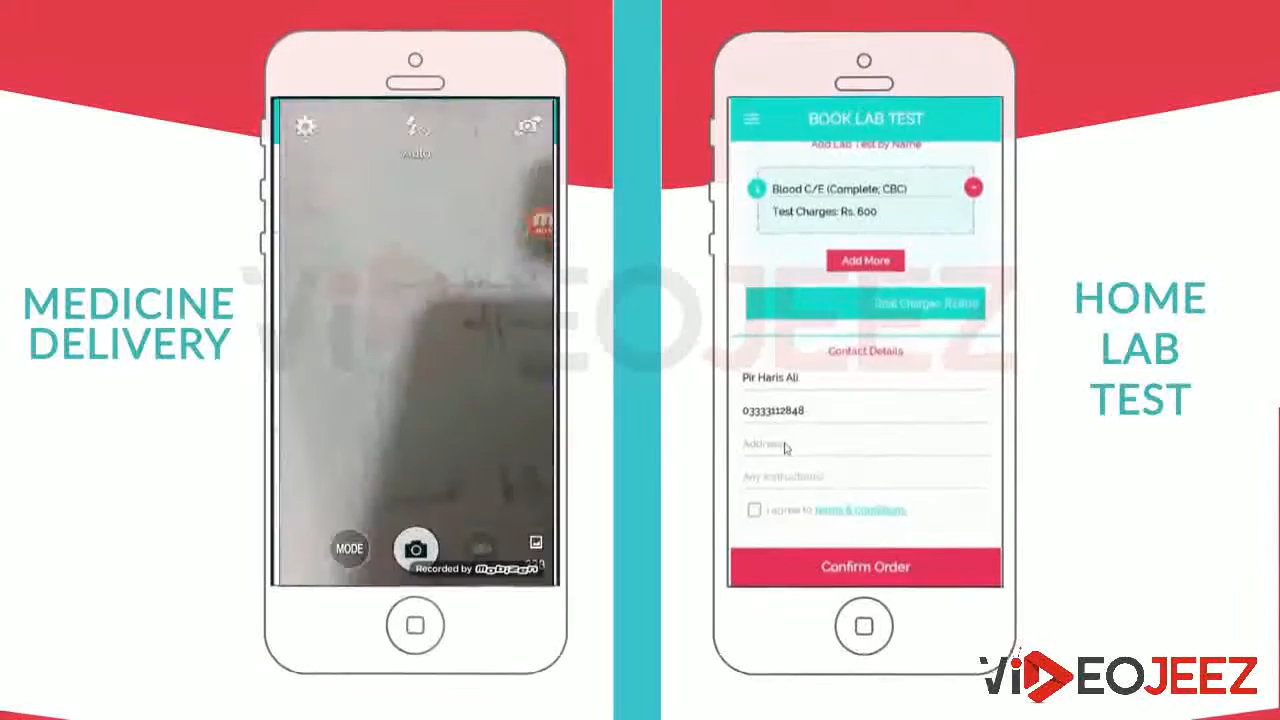 MEDICINE
DELIVERY
Auto
MODE
Recorded by Mobizen
BOOK LAB TEST
Add Lab Test by Name
Blood C/E (Complete, CBC)
Test Charges: Rs. 600
Add More
Contact Details
Pir Haris Ali
03333112848
Address
Any Instructions?
I agree to Terms & Conditions
Confirm Order
HOME
LAB
TEST
VIDEOJEEZ
VIDEOJEEZ